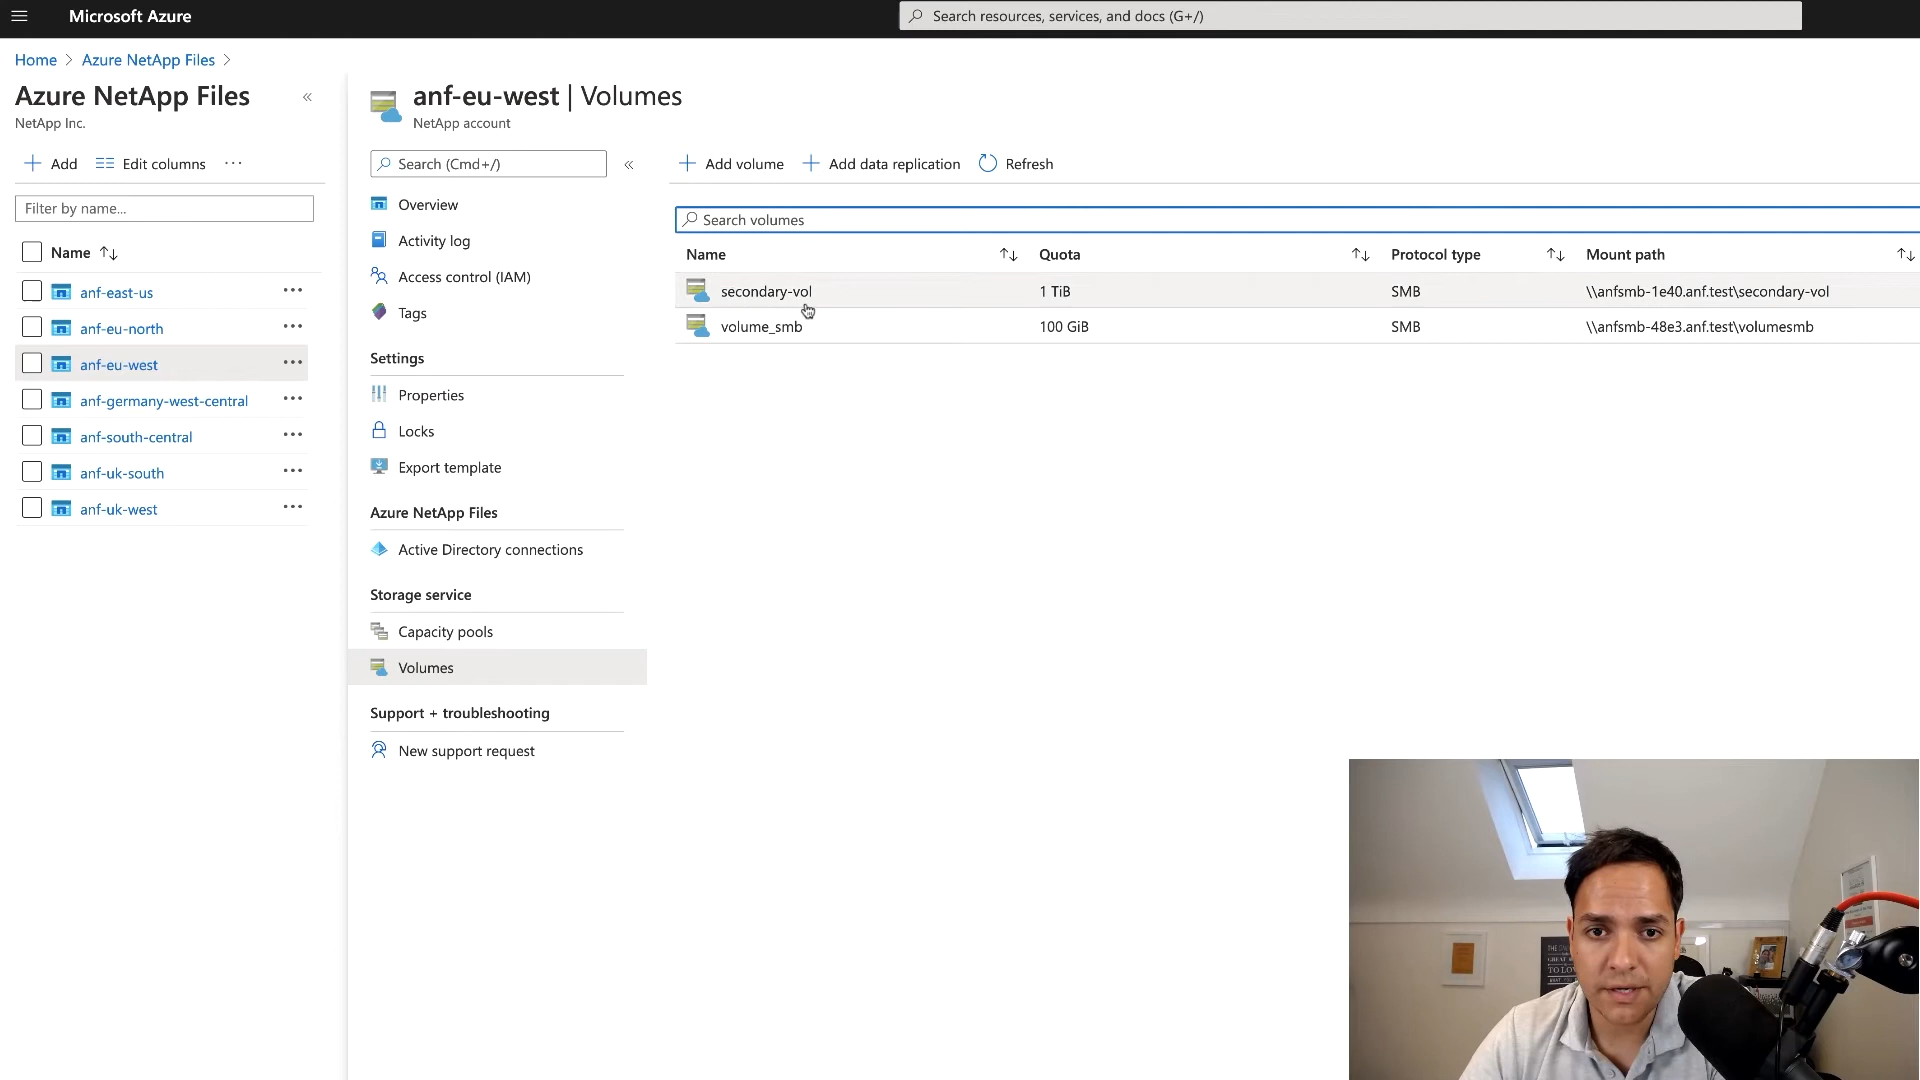 Microsoft Azure
Search resources, services, and docs (G+/)
Home > Azure NetApp Files >
Azure NetApp Files
«
NetApp Inc.
Add
Edit columns
···
Filter by name...
Name ↑↓
anf-east-us ···
anf-eu-north ···
anf-eu-west ···
anf-germany-west-central ···
anf-south-central ···
anf-uk-south ···
anf-uk-west ···
anf-eu-west | Volumes
NetApp account
Search (Cmd+/)
«
Overview
Activity log
Access control (IAM)
Tags
Settings
Properties
Locks
Export template
Azure NetApp Files
Active Directory connections
Storage service
Capacity pools
Volumes
Support + troubleshooting
New support request
Add volume
Add data replication
Refresh
Search volumes
Name ↑↓ Quota ↑↓ Protocol type ↑↓ Mount path ↑↓
secondary-vol 1 TiB SMB \\anfsmb-1e40.anf.test\secondary-vol
volume_smb 100 GiB SMB \\anfsmb-48e3.anf.test\volumesmb
GREAT